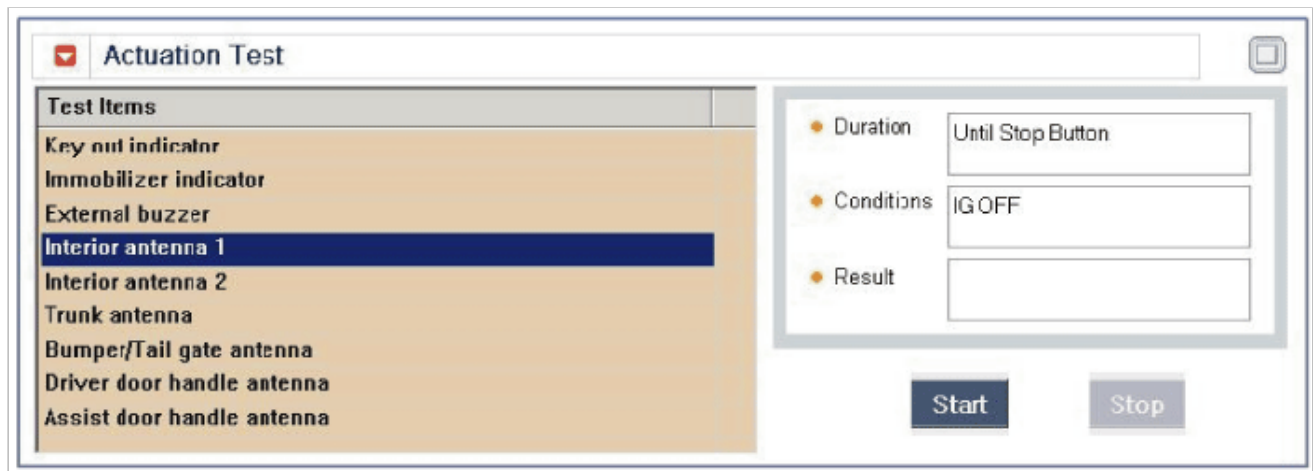 Actuation Test
Test Items
Key out indicator
Immobilizer indicator
External buzzer
Interior antenna 1
Interior antenna 2
Trunk antenna
Bumper/Tail gate antenna
Driver door handle antenna
Assist door handle antenna
Duration
Until Stop Button
Conditions
IG OFF
Result
Start
Stop